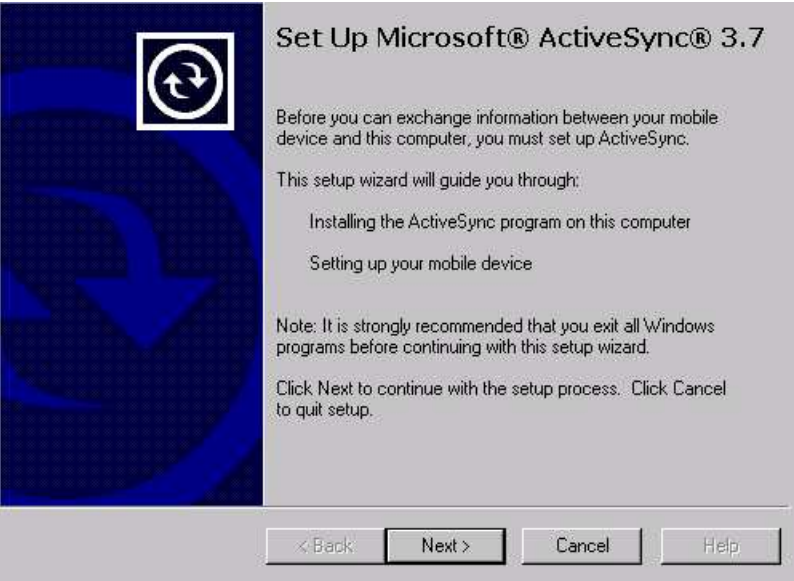 Set Up Microsoft® ActiveSync® 3.7
Before you can exchange information between your mobile
device and this computer, you must set up ActiveSync.
This setup wizard will guide you through:
Installing the ActiveSync program on this computer
Setting up your mobile device
Note: It is strongly recommended that you exit all Windows
programs before continuing with this setup wizard.
Click Next to continue with the setup process.  Click Cancel
to quit setup.
< Back Next > Cancel Help